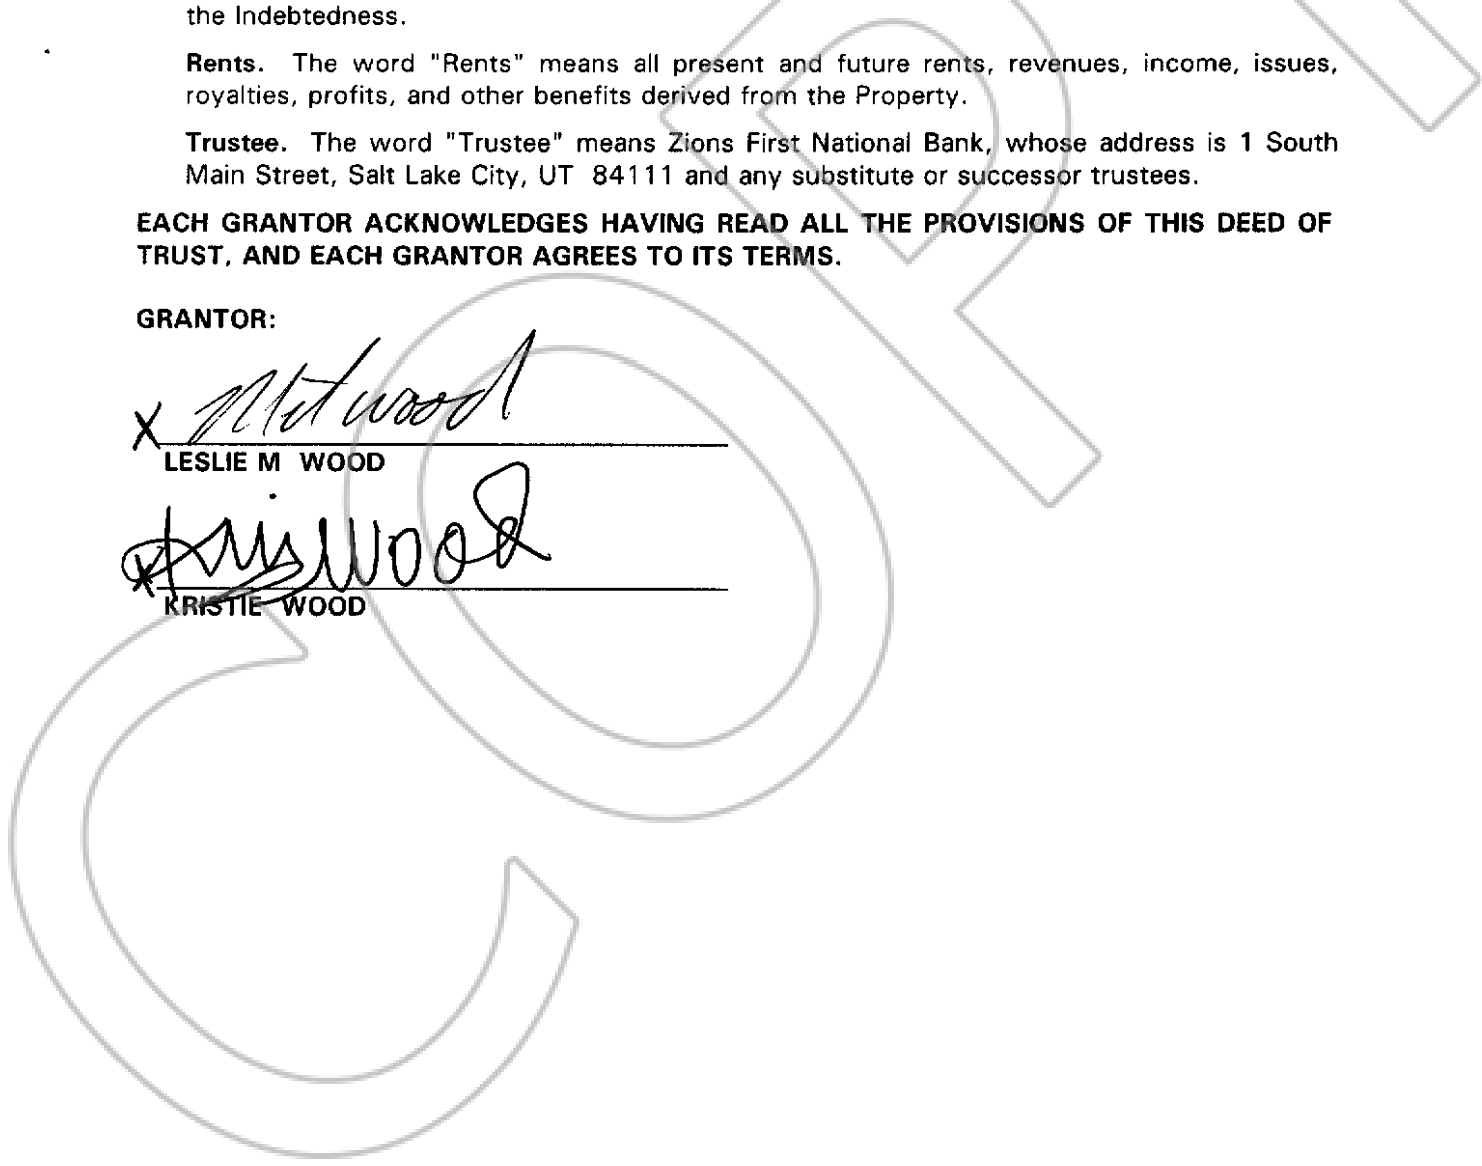 the Indebtedness.
Rents. The word "Rents" means all present and future rents, revenues, income, issues,
royalties, profits, and other benefits derived from the Property.
Trustee. The word "Trustee" means Zions First National Bank, whose address is 1 South
Main Street, Salt Lake City, UT 84111 and any substitute or successor trustees.
EACH GRANTOR ACKNOWLEDGES HAVING READ ALL THE PROVISIONS OF THIS DEED OF
TRUST, AND EACH GRANTOR AGREES TO ITS TERMS.
GRANTOR:
X wood
LESLIE M WOOD
X Kris Wood
KRISTIE WOOD
COPY